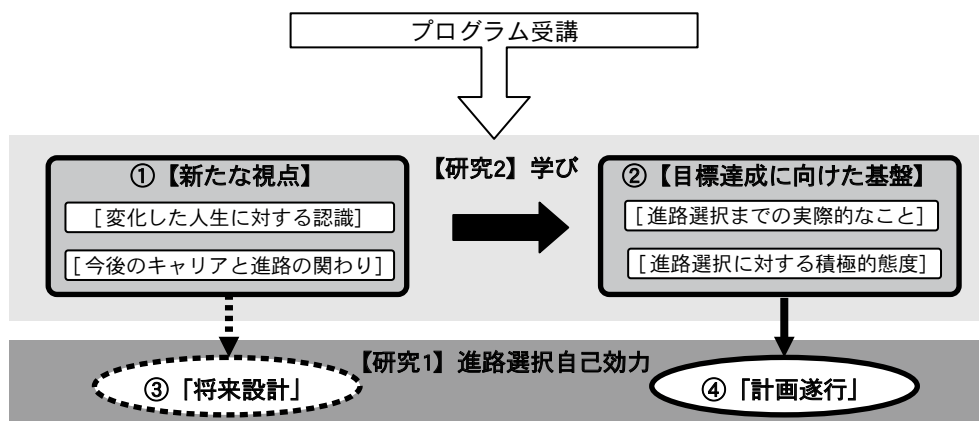 プログラム受講
【研究2】学び
①【新たな視点】
[変化した人生に対する認識]
[今後のキャリアと進路の関わり]
②【目標達成に向けた基盤】
[進路選択までの実際的なこと]
[進路選択に対する積極的態度]
【研究1】進路選択自己効力
③「将来設計」
④「計画遂行」